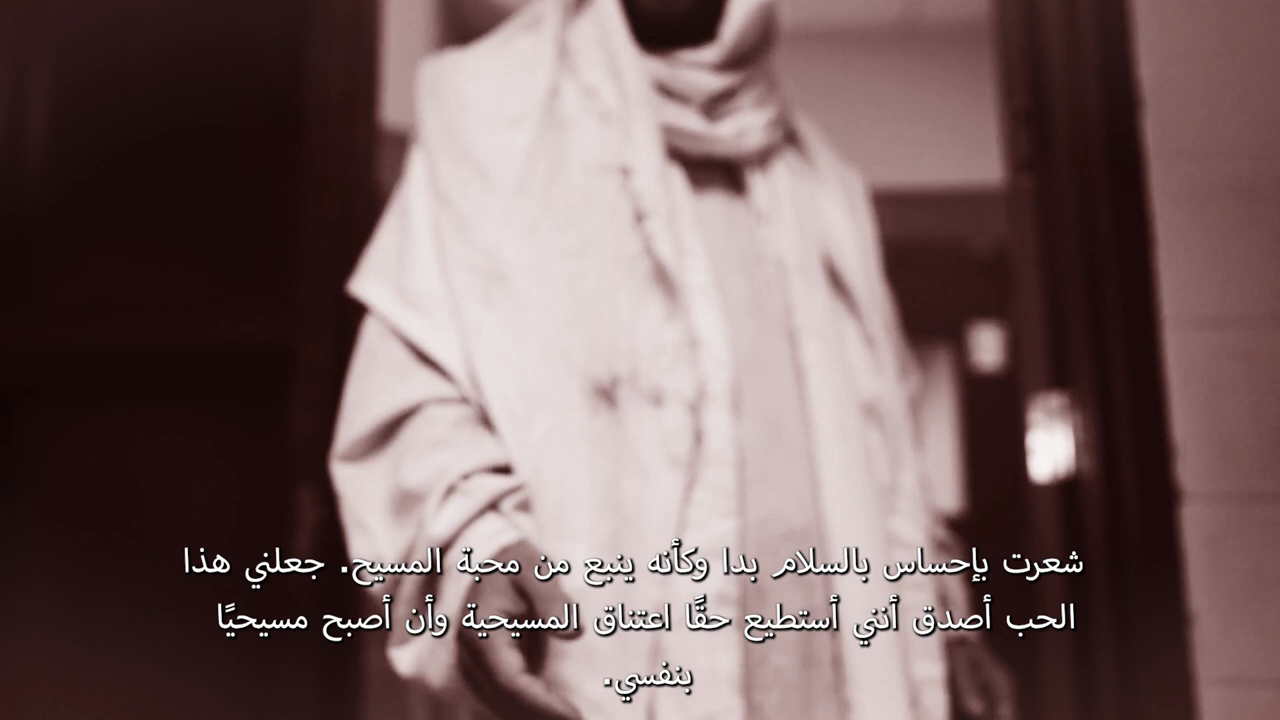 شعرت بإحساس بالسلام بدا وكأنه ينبع من محبة المسيح. جعلني هذا
الحب أصدق أنني أستطيع حقًا اعتناق المسيحية وأن أصبح مسيحيًا
بنفسي.